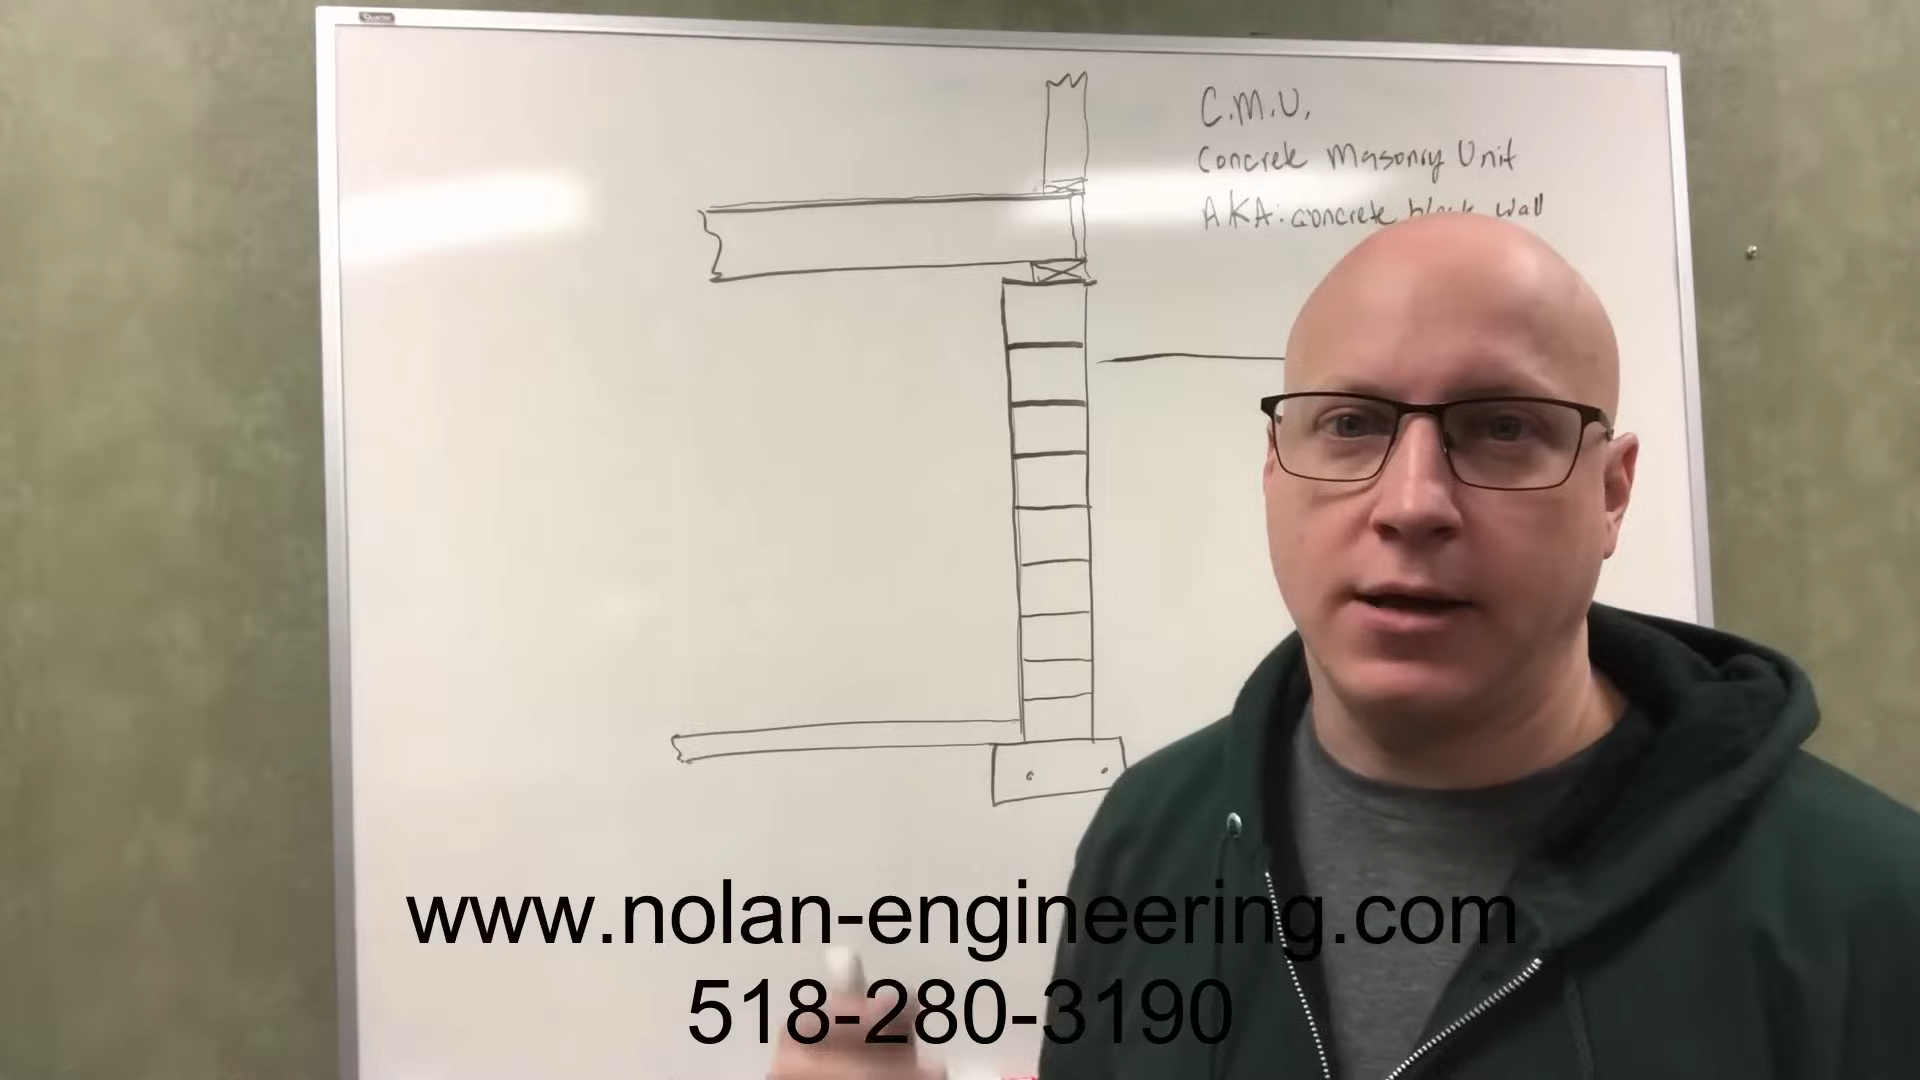 C.M.U.
Concrete Masonry Unit
AKA: concrete block wall
www.nolan-engineering.com
518-280-3190